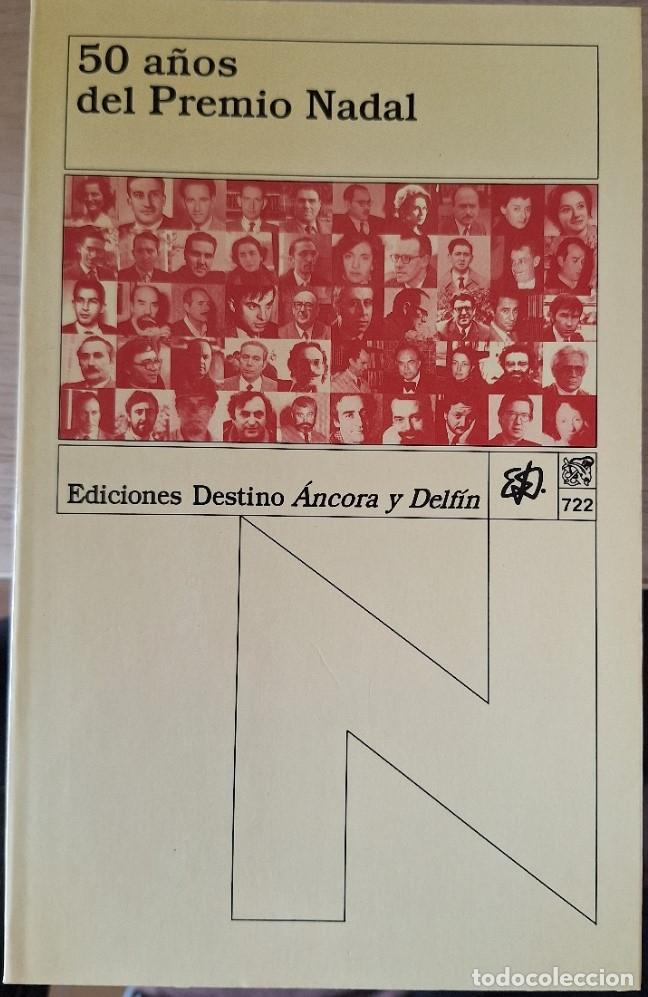 50 años
del Premio Nadal
Ediciones Destino Áncora y Delfín
722
todocoleccion